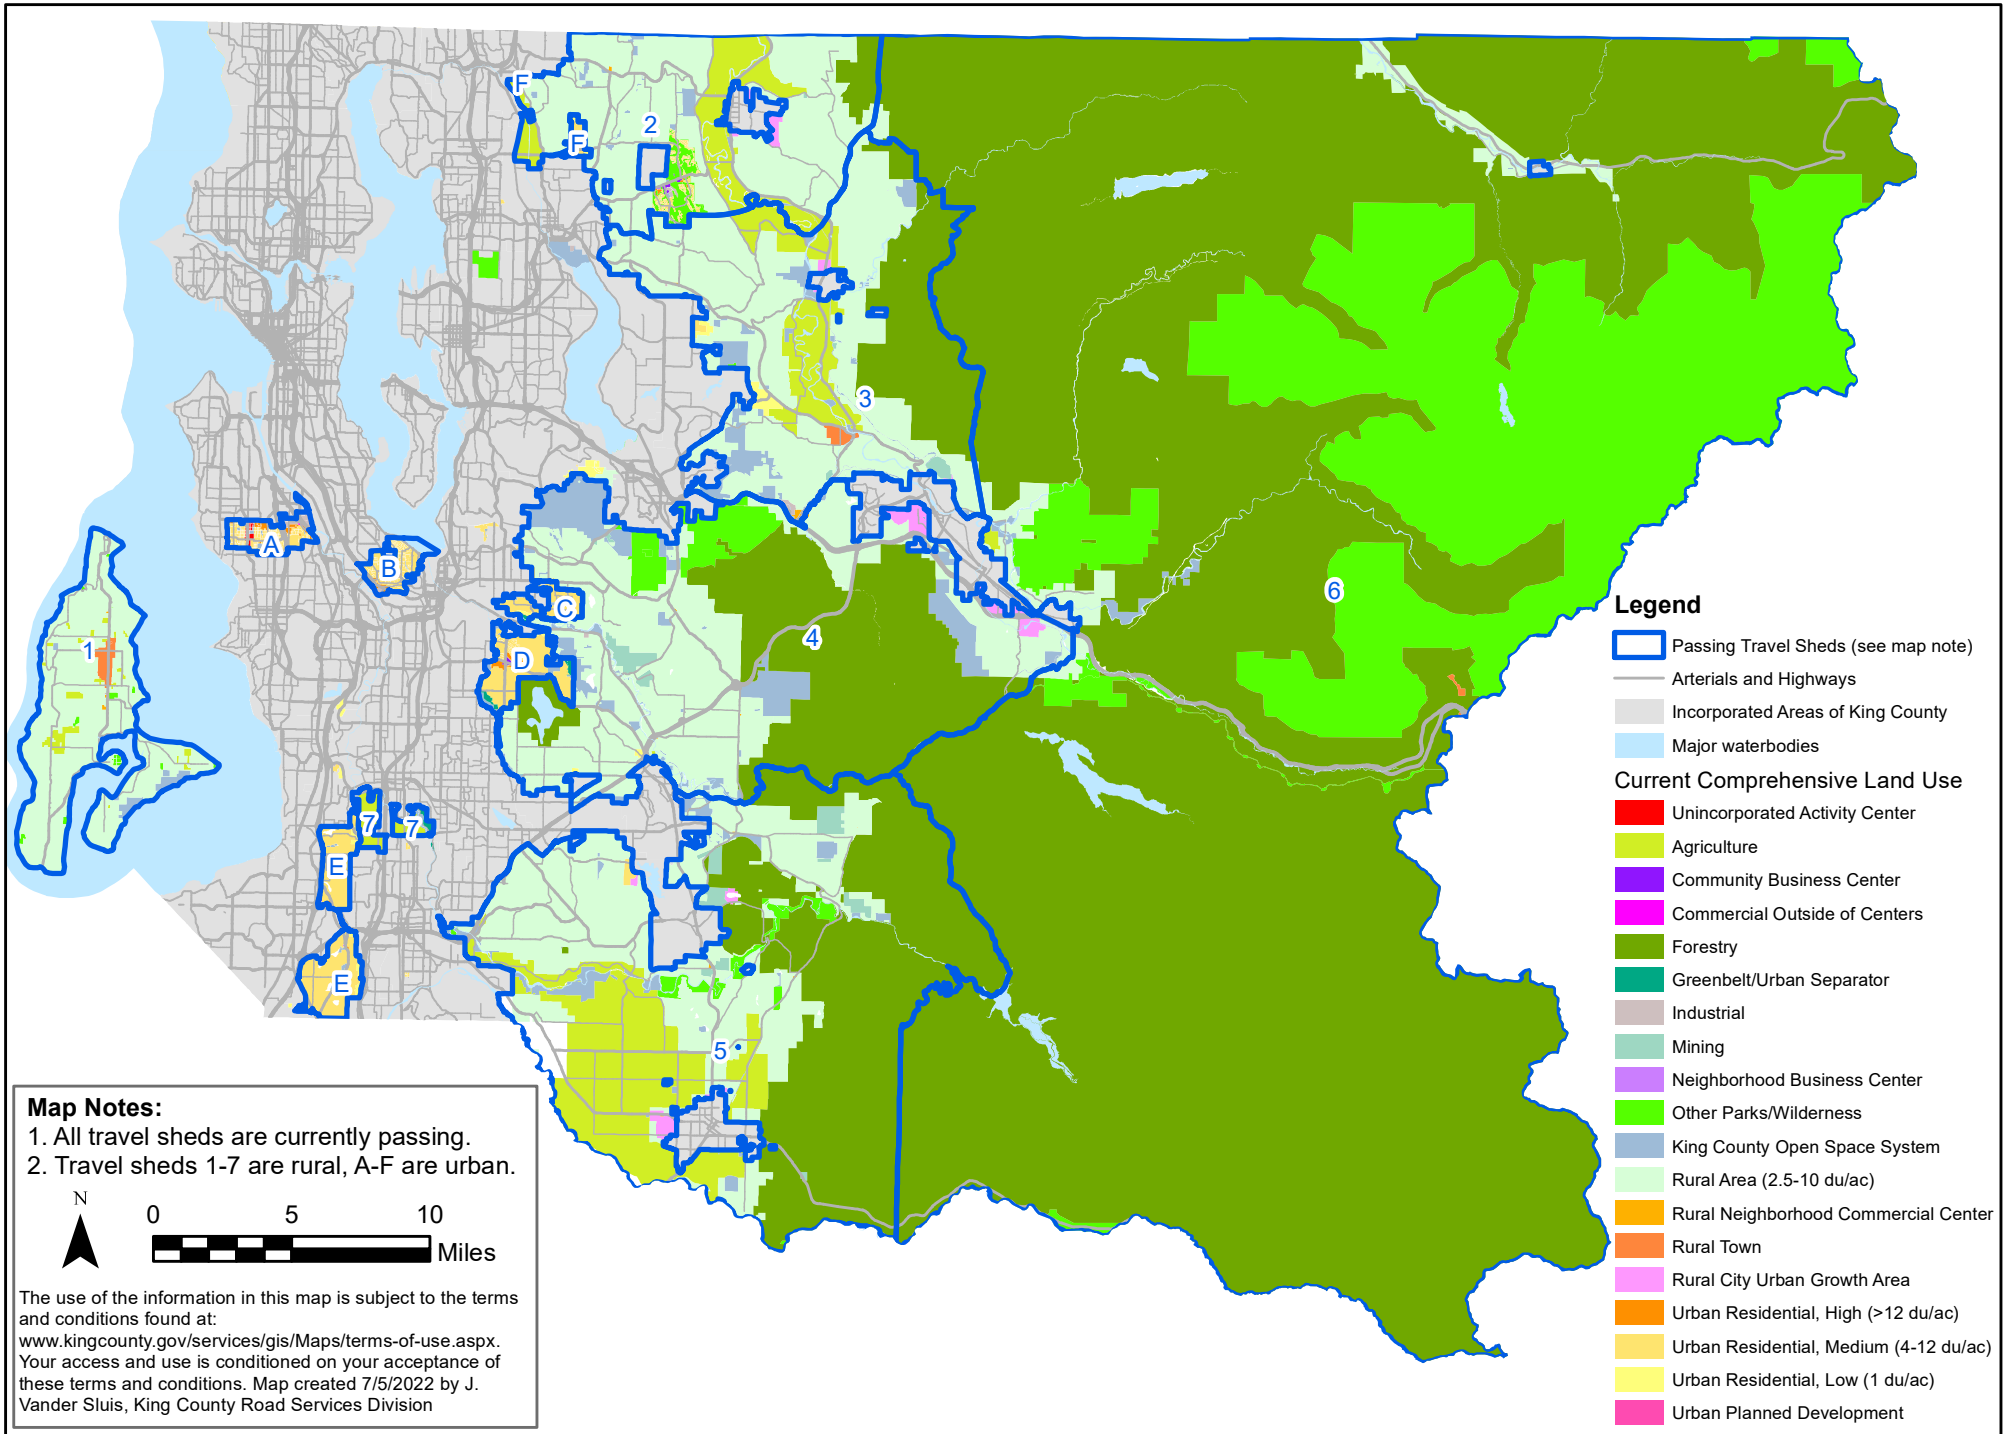 F
F
2
3
A
B
C
D
1
4
6
7
7
E
E
5
Legend
Passing Travel Sheds (see map note)
Arterials and Highways
Incorporated Areas of King County
Major waterbodies
Current Comprehensive Land Use
Unincorporated Activity Center
Agriculture
Community Business Center
Commercial Outside of Centers
Forestry
Greenbelt/Urban Separator
Industrial
Mining
Neighborhood Business Center
Other Parks/Wilderness
King County Open Space System
Rural Area (2.5-10 du/ac)
Rural Neighborhood Commercial Center
Rural Town
Rural City Urban Growth Area
Urban Residential, High (>12 du/ac)
Urban Residential, Medium (4-12 du/ac)
Urban Residential, Low (1 du/ac)
Urban Planned Development
Map Notes:
1. All travel sheds are currently passing.
2. Travel sheds 1-7 are rural, A-F are urban.
N
0 5 10
Miles
The use of the information in this map is subject to the terms
and conditions found at:
www.kingcounty.gov/services/gis/Maps/terms-of-use.aspx.
Your access and use is conditioned on your acceptance of
these terms and conditions. Map created 7/5/2022 by J.
Vander Sluis, King County Road Services Division